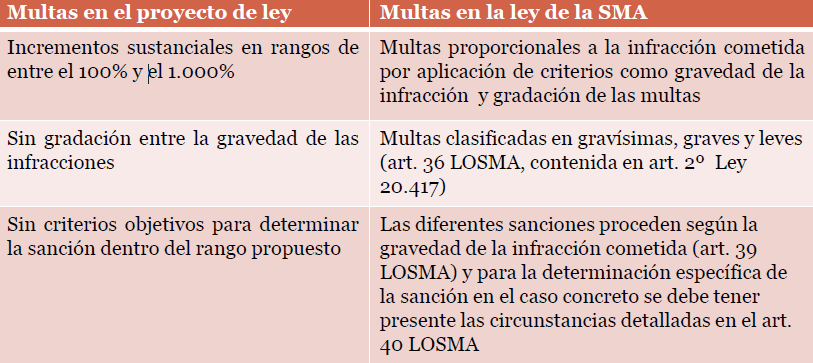 Multas en el proyecto de ley
Multas en la ley de la SMA
Incrementos sustanciales en rangos de
entre el 100% y el 1.000%
Multas proporcionales a la infracción cometida
por aplicación de criterios como gravedad de la
infracción y gradación de las multas
Sin gradación entre la gravedad de las
infracciones
Multas clasificadas en gravísimas, graves y leves
(art. 36 LOSMA, contenida en art. 2º Ley
20.417)
Sin criterios objetivos para determinar
la sanción dentro del rango propuesto
Las diferentes sanciones proceden según la
gravedad de la infracción cometida (art. 39
LOSMA) y para la determinación específica de
la sanción en el caso concreto se debe tener
presente las circunstancias detalladas en el art.
40 LOSMA